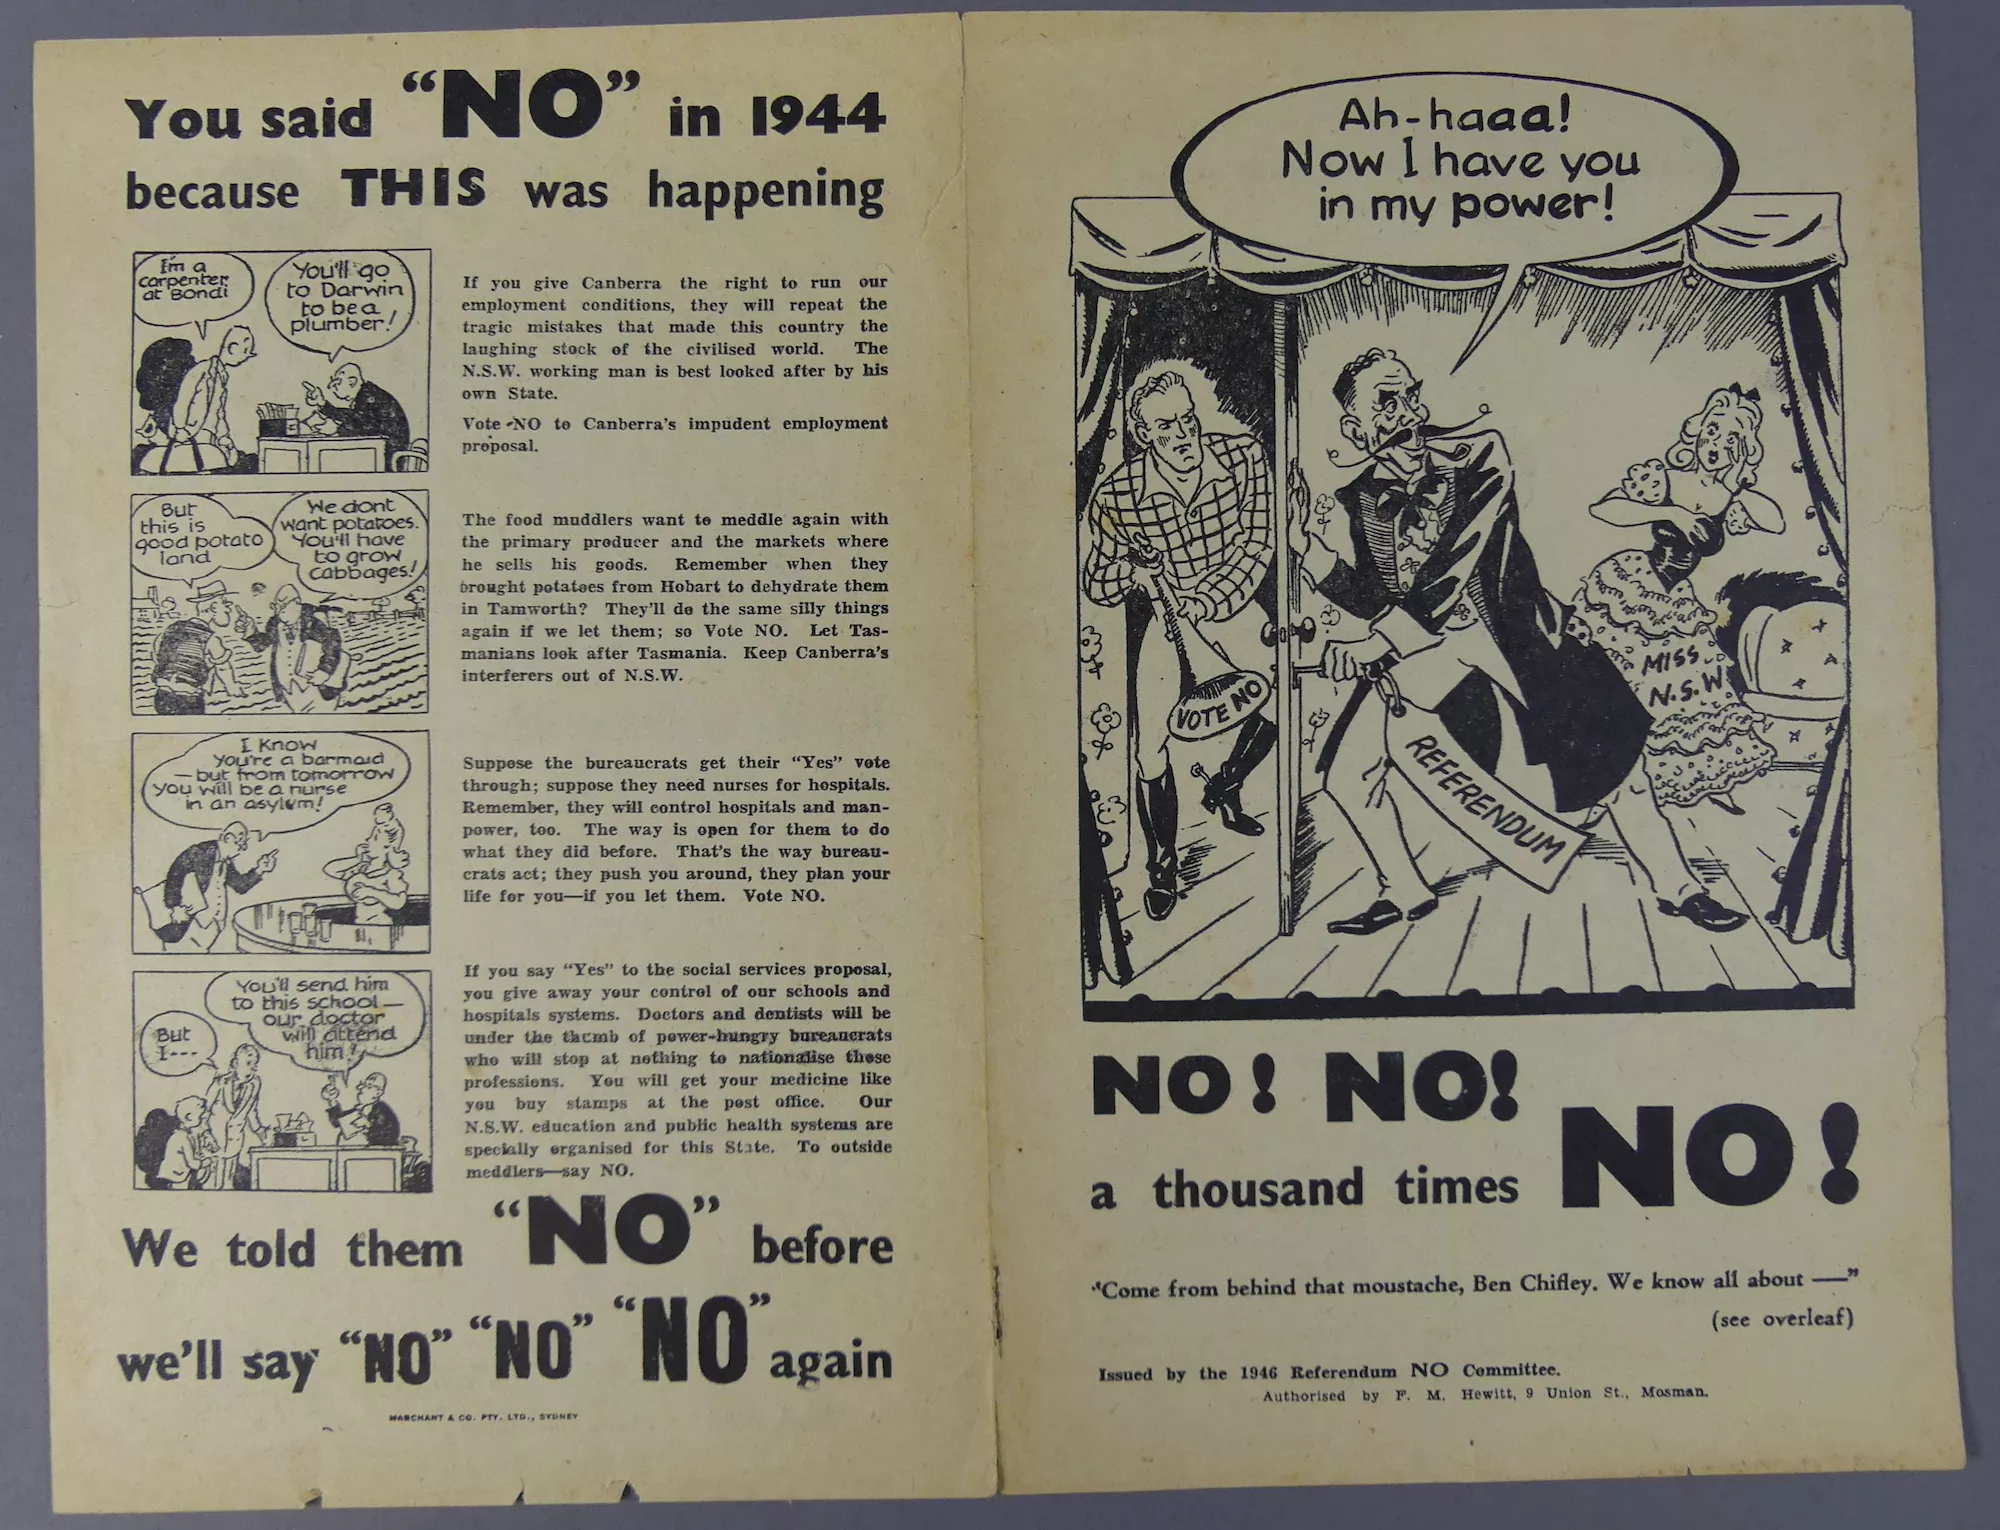 You said “NO” in 1944
because THIS was happening
I'm a
carpenter
at Bondi
You'll go
to Darwin
to be a
plumber!
If you give Canberra the right to run our
employment conditions, they will repeat the
tragic mistakes that made this country the
laughing stock of the civilised world. The
N.S.W. working man is best looked after by his
own State.
Vote NO to Canberra's impudent employment
proposal.
But
this is
good potato
land
We dont
want potatoes.
You'll have
to grow
cabbages!
The food muddlers want to meddle again with
the primary producer and the markets where
he sells his goods. Remember when they
brought potatoes from Hobart to dehydrate them
in Tamworth? They'll do the same silly things
again if we let them; so Vote NO. Let Tas-
manians look after Tasmania. Keep Canberra's
interferers out of N.S.W.
I know
you're a barmaid
—but from tomorrow
you will be a nurse
in an asylum!
Suppose the bureaucrats get their “Yes” vote
through; suppose they need nurses for hospitals.
Remember, they will control hospitals and man-
power, too. The way is open for them to do
what they did before. That's the way bureau-
crats act; they push you around, they plan your
life for you—if you let them. Vote NO.
But
I----
You'll send him
to this school—
our doctor
will attend
him!
If you say “Yes” to the social services proposal,
you give away your control of our schools and
hospitals systems. Doctors and dentists will be
under the thumb of power-hungry bureaucrats
who will stop at nothing to nationalise these
professions. You will get your medicine like
you buy stamps at the post office. Our
N.S.W. education and public health systems are
specially organised for this State. To outside
meddlers—say NO.
We told them “NO” before
we'll say “NO” “NO” “NO” again
MARCHANT & CO. PTY. LTD., SYDNEY
Ah-haaa!
Now I have you
in my power!
VOTE NO
MISS
N.S.W
REFERENDUM
NO! NO!
a thousand times NO!
“Come from behind that moustache, Ben Chifley. We know all about —”
(see overleaf)
Issued by the 1946 Referendum NO Committee.
Authorised by F. M. Hewitt, 9 Union St., Mosman.